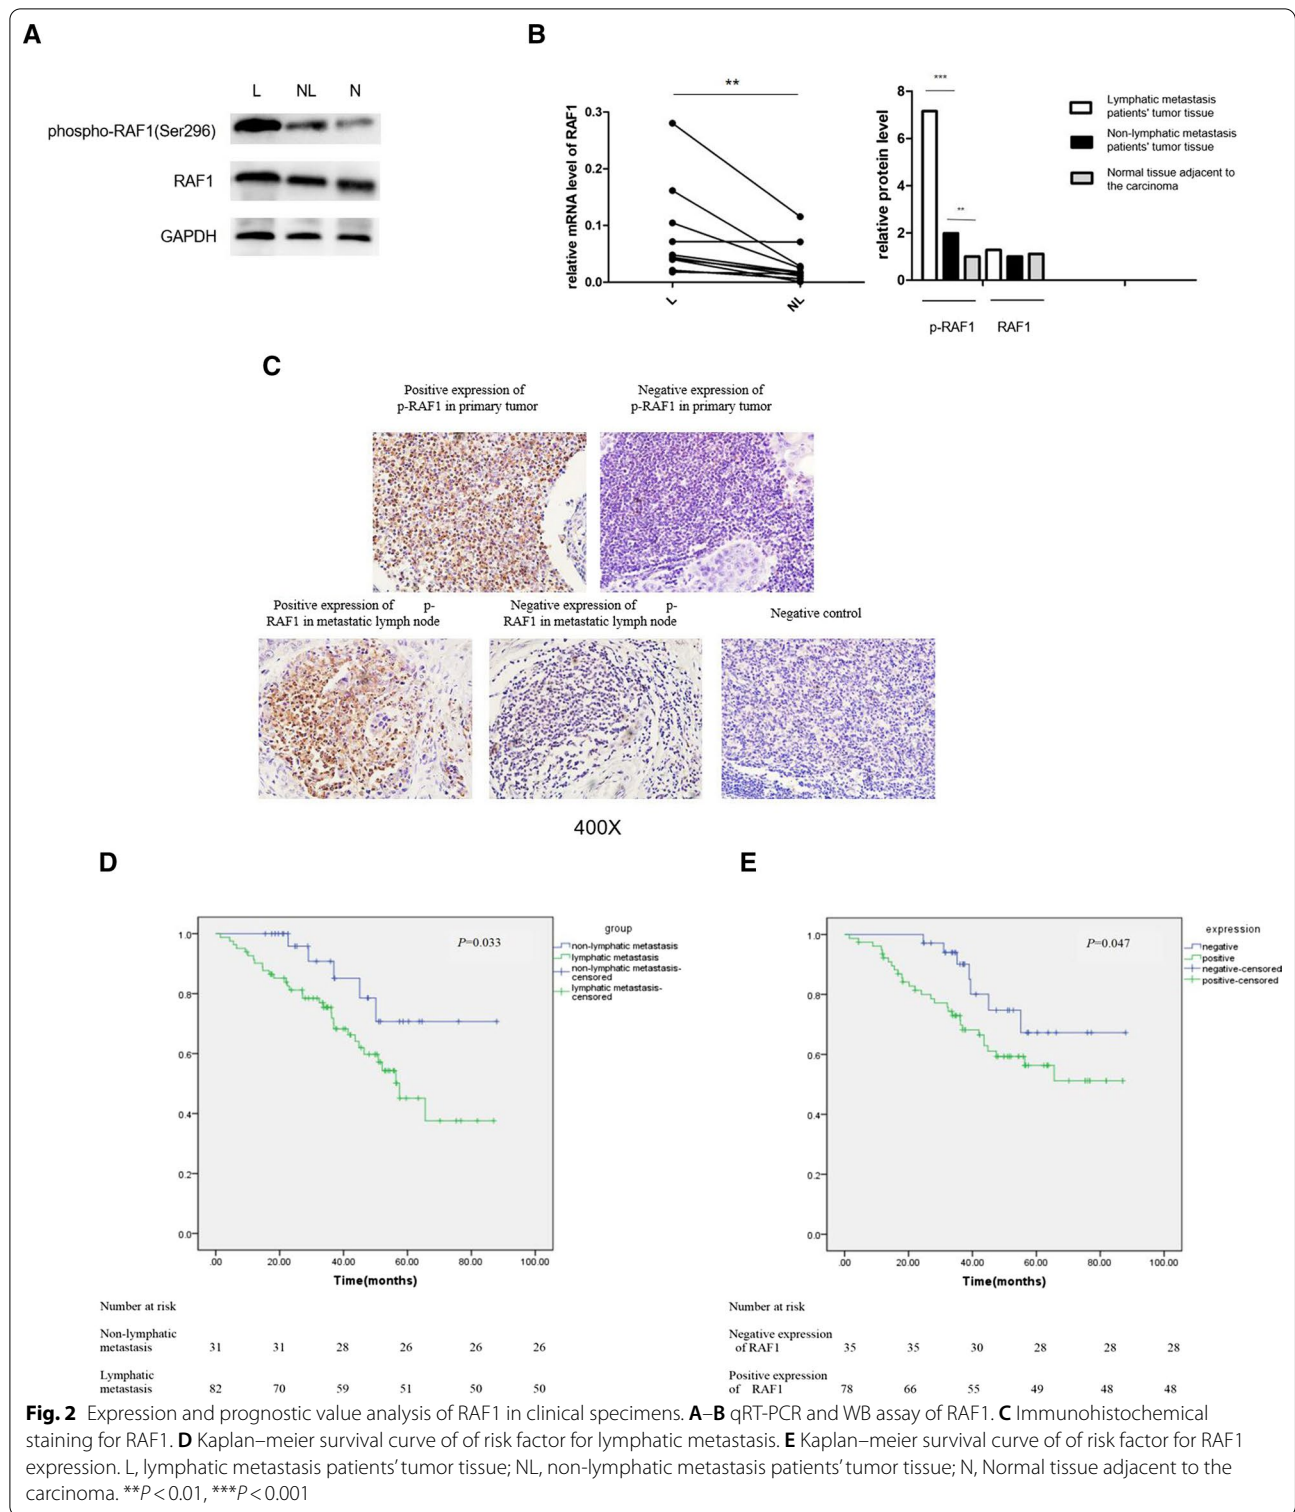 A
L NL N
phospho-RAF1(Ser296)
RAF1
GAPDH
B
**
relative mRNA level of RAF1
0.3
0.2
0.1
0.0
L
NL
***
**
relative protein level
8
6
4
2
0
p-RAF1
RAF1
Lymphatic metastasis
patients' tumor tissue
Non-lymphatic metastasis
patients' tumor tissue
Normal tissue adjacent to
the carcinoma
C
Positive expression of
p-RAF1 in primary tumor
Negative expression of
p-RAF1 in primary tumor
Positive expression of p-
RAF1 in metastatic lymph node
Negative expression of p-
RAF1 in metastatic lymph node
Negative control
400X
D
P=0.033
group
non-lymphatic metastasis
lymphatic metastasis
non-lymphatic metastasis-
censored
lymphatic metastasis-
censored
1.0
0.8
0.6
0.4
0.2
0.0
.00 20.00 40.00 60.00 80.00 100.00
Time(months)
Number at risk
Non-lymphatic
metastasis 31 31 28 26 26 26
Lymphatic
metastasis 82 70 59 51 50 50
E
P=0.047
expression
negative
positive
negative-censored
positive-censored
1.0
0.8
0.6
0.4
0.2
0.0
.00 20.00 40.00 60.00 80.00 100.00
Time(months)
Number at risk
Negative expression
of RAF1 35 35 30 28 28 28
Positive expression
of RAF1 78 66 55 49 48 48
Fig. 2 Expression and prognostic value analysis of RAF1 in clinical specimens. A–B qRT-PCR and WB assay of RAF1. C Immunohistochemical
staining for RAF1. D Kaplan–meier survival curve of of risk factor for lymphatic metastasis. E Kaplan–meier survival curve of of risk factor for RAF1
expression. L, lymphatic metastasis patients' tumor tissue; NL, non-lymphatic metastasis patients' tumor tissue; N, Normal tissue adjacent to the
carcinoma. **P < 0.01, ***P < 0.001